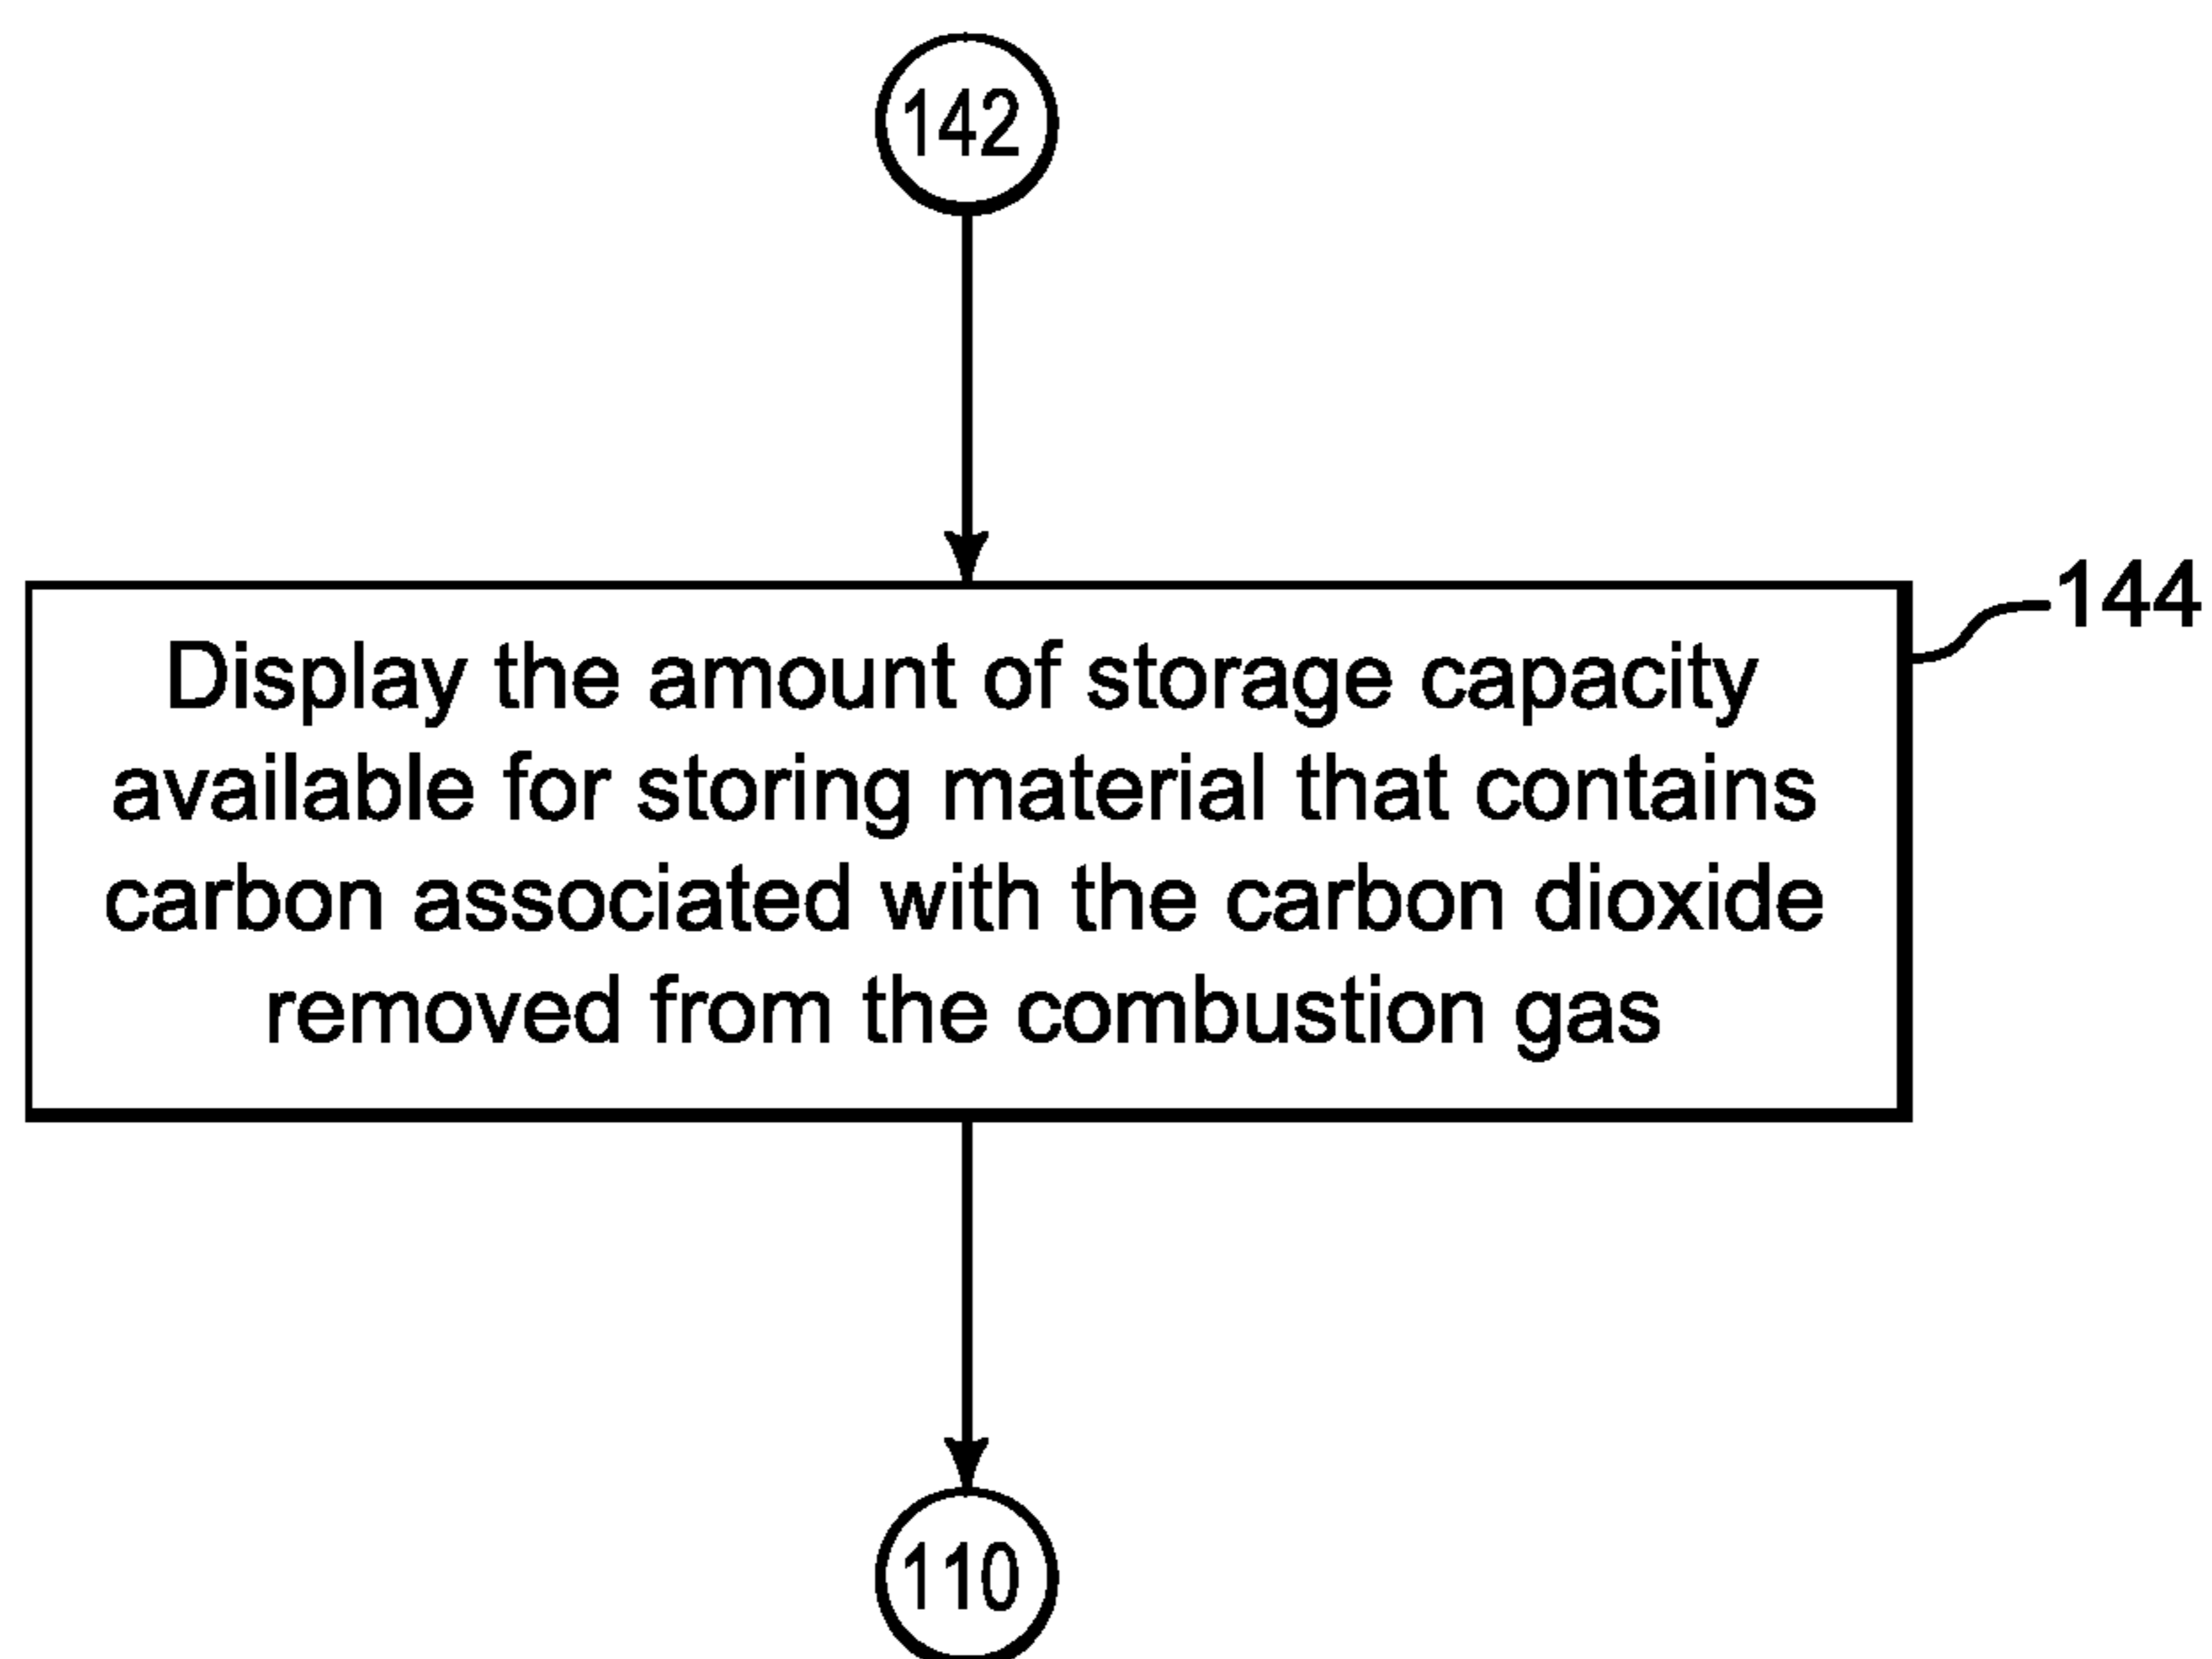 142
144
Display the amount of storage capacity
available for storing material that contains
carbon associated with the carbon dioxide
removed from the combustion gas
110